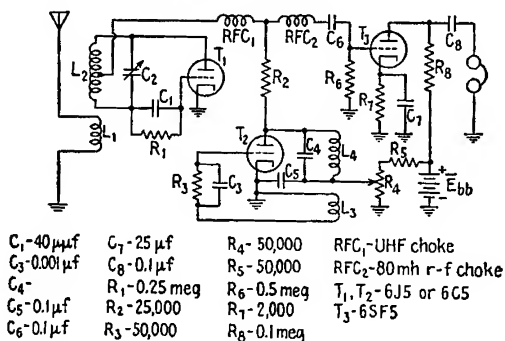 RFC₁
RFC₂
C₆
T₃
C₈
L₂
C₂
T₁
R₂
R₆
R₇
C₇
R₈
C₁
R₁
L₁
T₂
C₄
L₄
R₅
R₃
C₃
C₅
R₄
+
-
E_bb
L₃
C₁-40μμf C₇-25μf R₄-50,000 RFC₁-UHF choke
C₃-0.001μf C₈-0.1μf R₅-50,000 RFC₂-80mh r-f choke
C₄- R₁-0.25 meg R₆-0.5 meg T₁, T₂-6J5 or 6C5
C₅-0.1μf R₂-25,000 R₇-2,000 T₃-6SF5
C₆-0.1μf R₃-50,000 R₈-0.1 meg